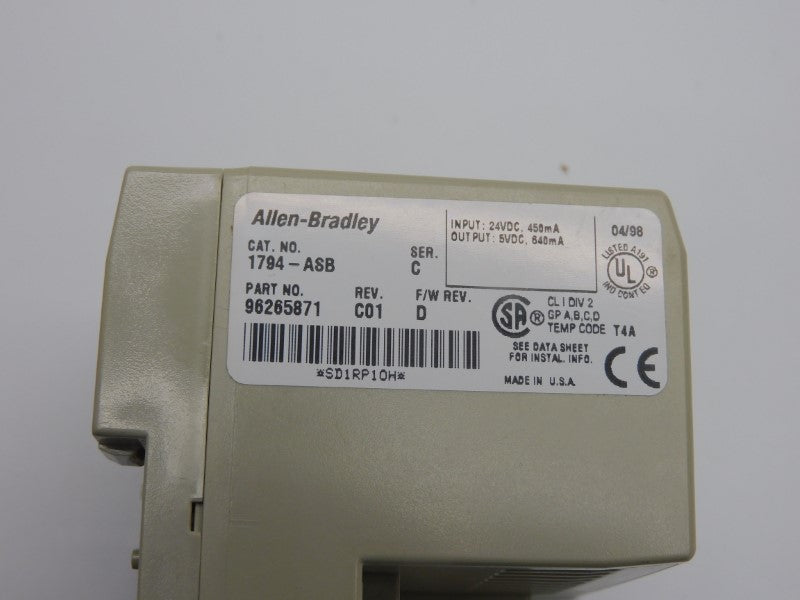 Allen-Bradley
CAT. NO.
1794-ASB
SER.
C
PART NO.
96265871
REV.
C01
F/W REV.
D
*SD1RP10H*
INPUT: 24VDC, 450mA
OUTPUT: 5VDC, 640mA
04/98
LISTED A197
UL
IND CONT EQ
®
SA ®
CL I DIV 2
GP A,B,C,D
TEMP CODE T4A
SEE DATA SHEET
FOR INSTAL. INFO.
MADE IN U.S.A.
CE